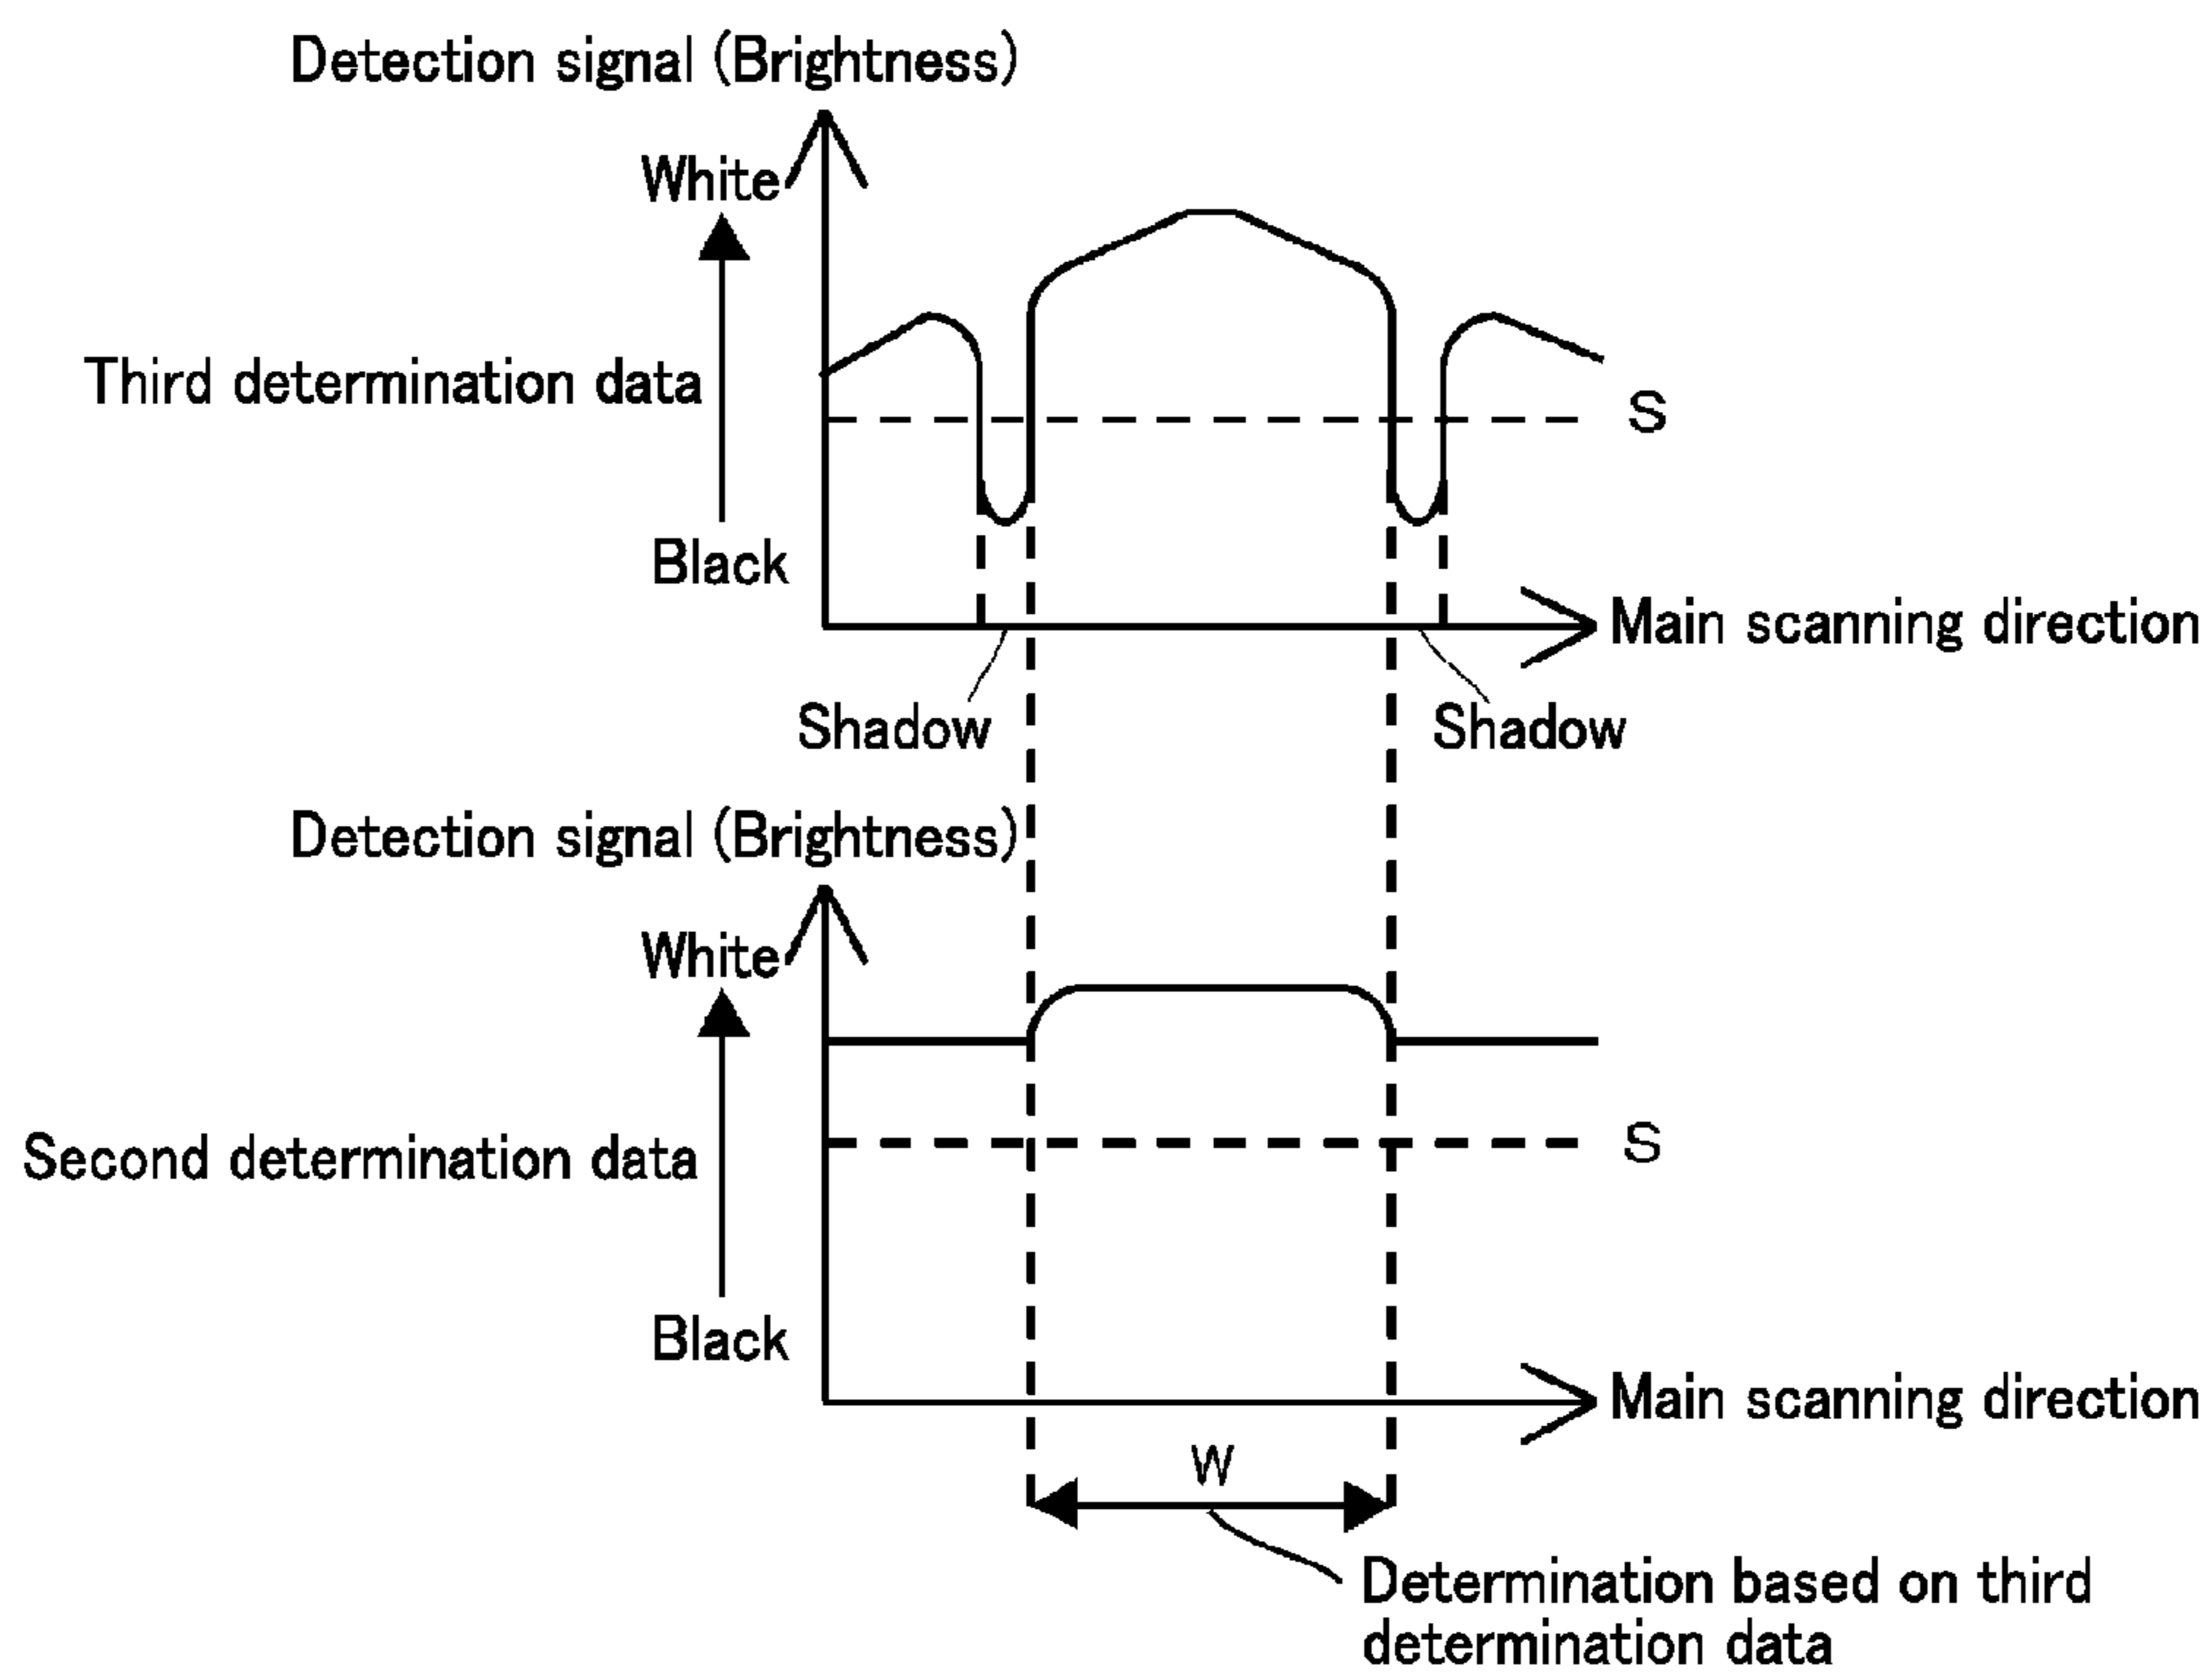 Detection signal (Brightness)
White
Third determination data
S
Black
Main scanning direction
Shadow
Shadow
Detection signal (Brightness)
White
Second determination data
S
Black
Main scanning direction
W
Determination based on third
determination data